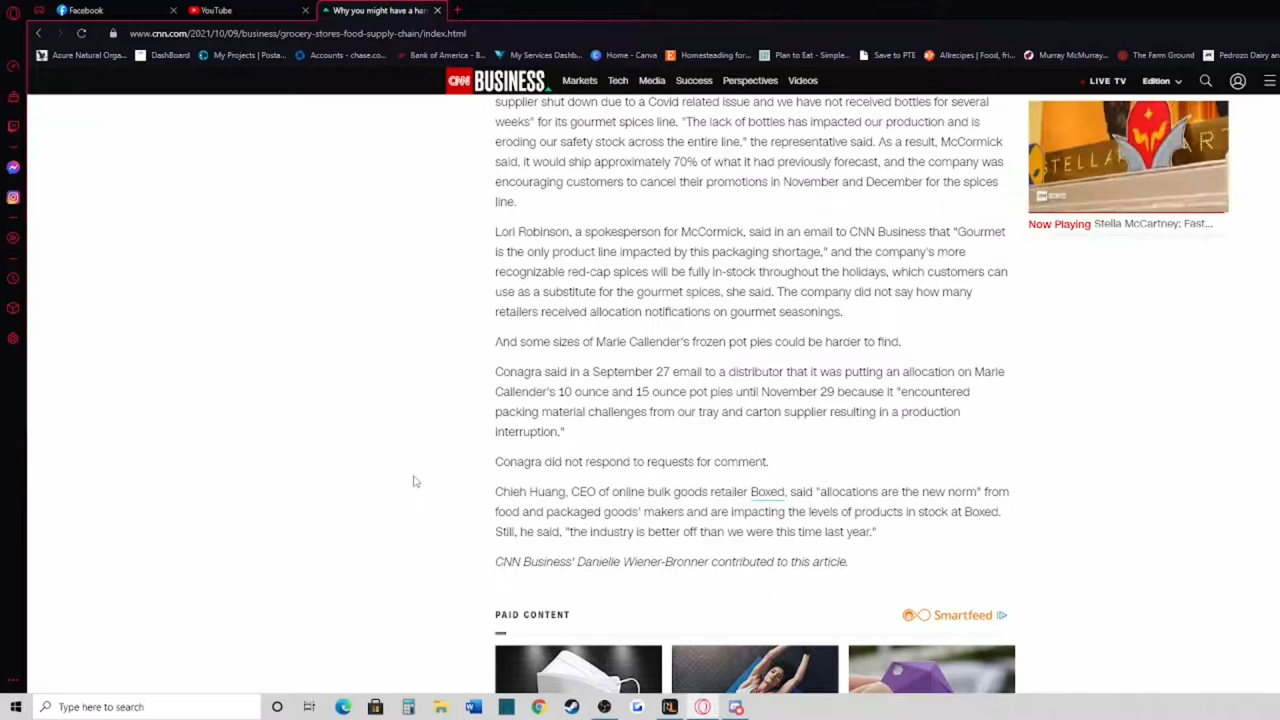 Facebook
YouTube
Why you might have a har
www.cnn.com/2021/10/09/business/grocery-stores-food-supply-chain/index.html
Azure Natural Orga...
DashBoard
My Projects | Posta...
Accounts - chase.co...
Bank of America - B...
My Services Dashb...
Home - Canva
Homesteading for...
Plan to Eat - Simple...
Save to PTE
Allrecipes | Food, fri...
Murray McMurray...
The Farm Ground
Pedrozo Dairy an
CNN BUSINESS
Markets
Tech
Media
Success
Perspectives
Videos
LIVE TV
Edition
supplier shut down due to a Covid related issue and we have not received bottles for several
weeks" for its gourmet spices line. "The lack of bottles has impacted our production and is
eroding our safety stock across the entire line," the representative said. As a result, McCormick
said, it would ship approximately 70% of what it had previously forecast, and the company was
encouraging customers to cancel their promotions in November and December for the spices
line.
STELLA
Now Playing Stella McCartney: Fast...
Lori Robinson, a spokesperson for McCormick, said in an email to CNN Business that "Gourmet
is the only product line impacted by this packaging shortage," and the company's more
recognizable red-cap spices will be fully in-stock throughout the holidays, which customers can
use as a substitute for the gourmet spices, she said. The company did not say how many
retailers received allocation notifications on gourmet seasonings.
And some sizes of Marie Callender's frozen pot pies could be harder to find.
Conagra said in a September 27 email to a distributor that it was putting an allocation on Marie
Callender's 10 ounce and 15 ounce pot pies until November 29 because it "encountered
packing material challenges from our tray and carton supplier resulting in a production
interruption."
Conagra did not respond to requests for comment.
Chieh Huang, CEO of online bulk goods retailer Boxed, said "allocations are the new norm" from
food and packaged goods' makers and are impacting the levels of products in stock at Boxed.
Still, he said, "the industry is better off than we were this time last year."
CNN Business' Danielle Wiener-Bronner contributed to this article.
PAID CONTENT
Smartfeed
Type here to search